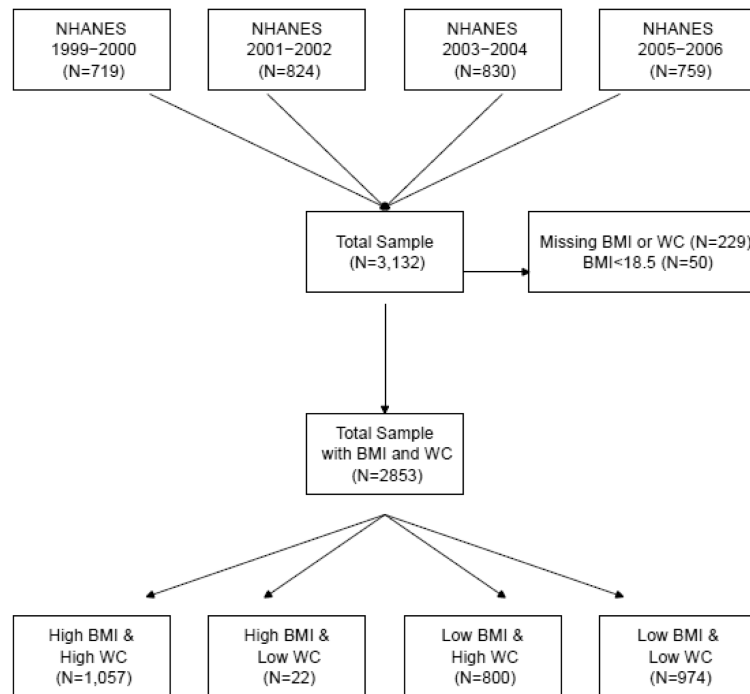 NHANES
1999−2000
(N=719)
NHANES
2001−2002
(N=824)
NHANES
2003−2004
(N=830)
NHANES
2005−2006
(N=759)
Total Sample
(N=3,132)
Missing BMI or WC (N=229)
BMI<18.5 (N=50)
Total Sample
with BMI and WC
(N=2853)
High BMI &
High WC
(N=1,057)
High BMI &
Low WC
(N=22)
Low BMI &
High WC
(N=800)
Low BMI &
Low WC
(N=974)